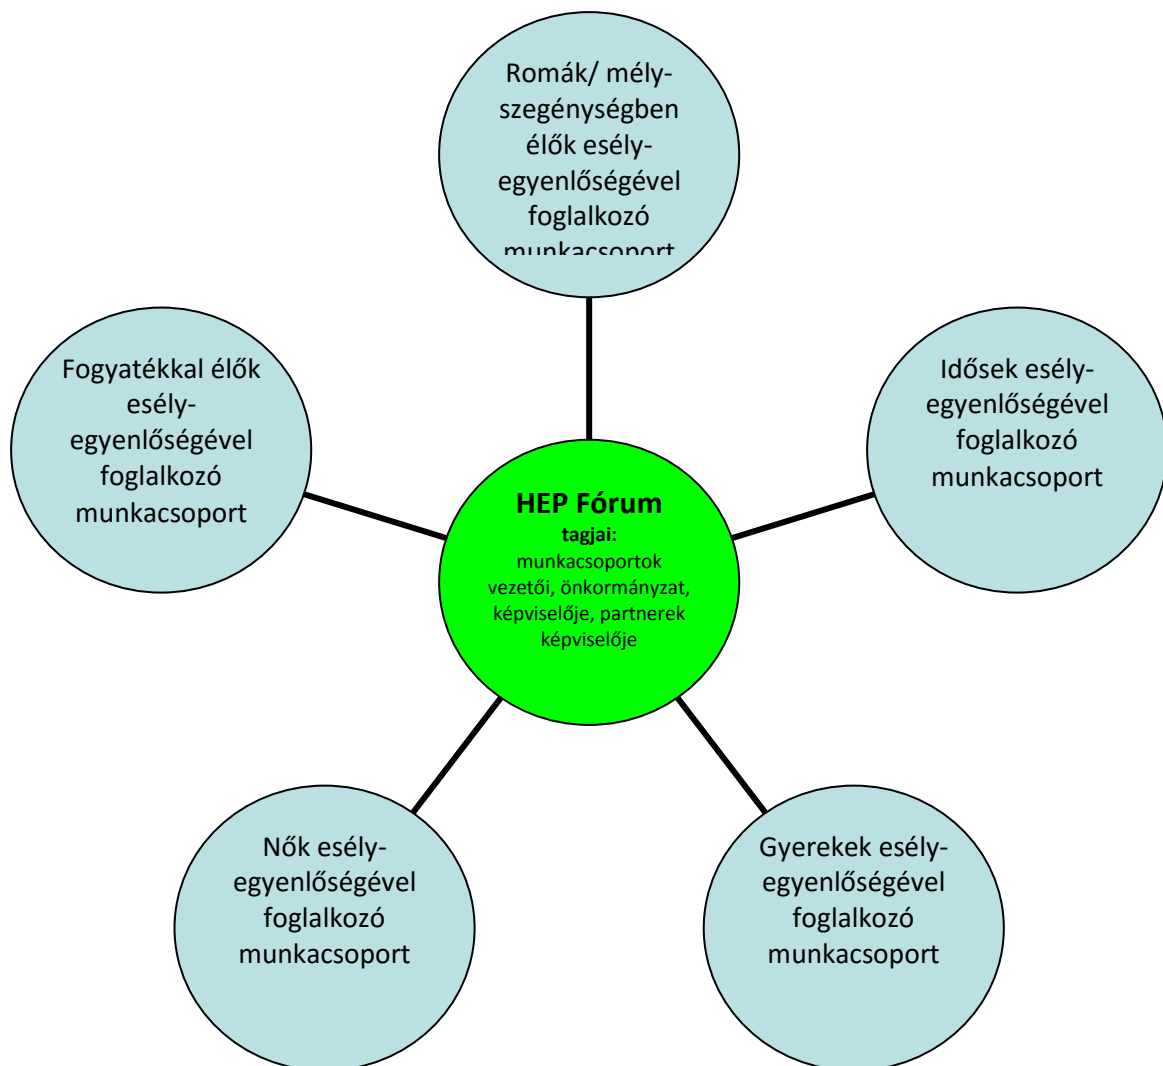 Romák/ mély-
szegénységben
élők esély-
egyenlőségével
foglalkozó
munkacsoport
Fogyatékkal élők
esély-
egyenlőségével
foglalkozó
munkacsoport
Idősek esély-
egyenlőségével
foglalkozó
munkacsoport
HEP Fórum
tagjai:
munkacsoportok
vezetői, önkormányzat,
képviselője, partnerek
képviselője
Nők esély-
egyenlőségével
foglalkozó
munkacsoport
Gyerekek esély-
egyenlőségével
foglalkozó
munkacsoport